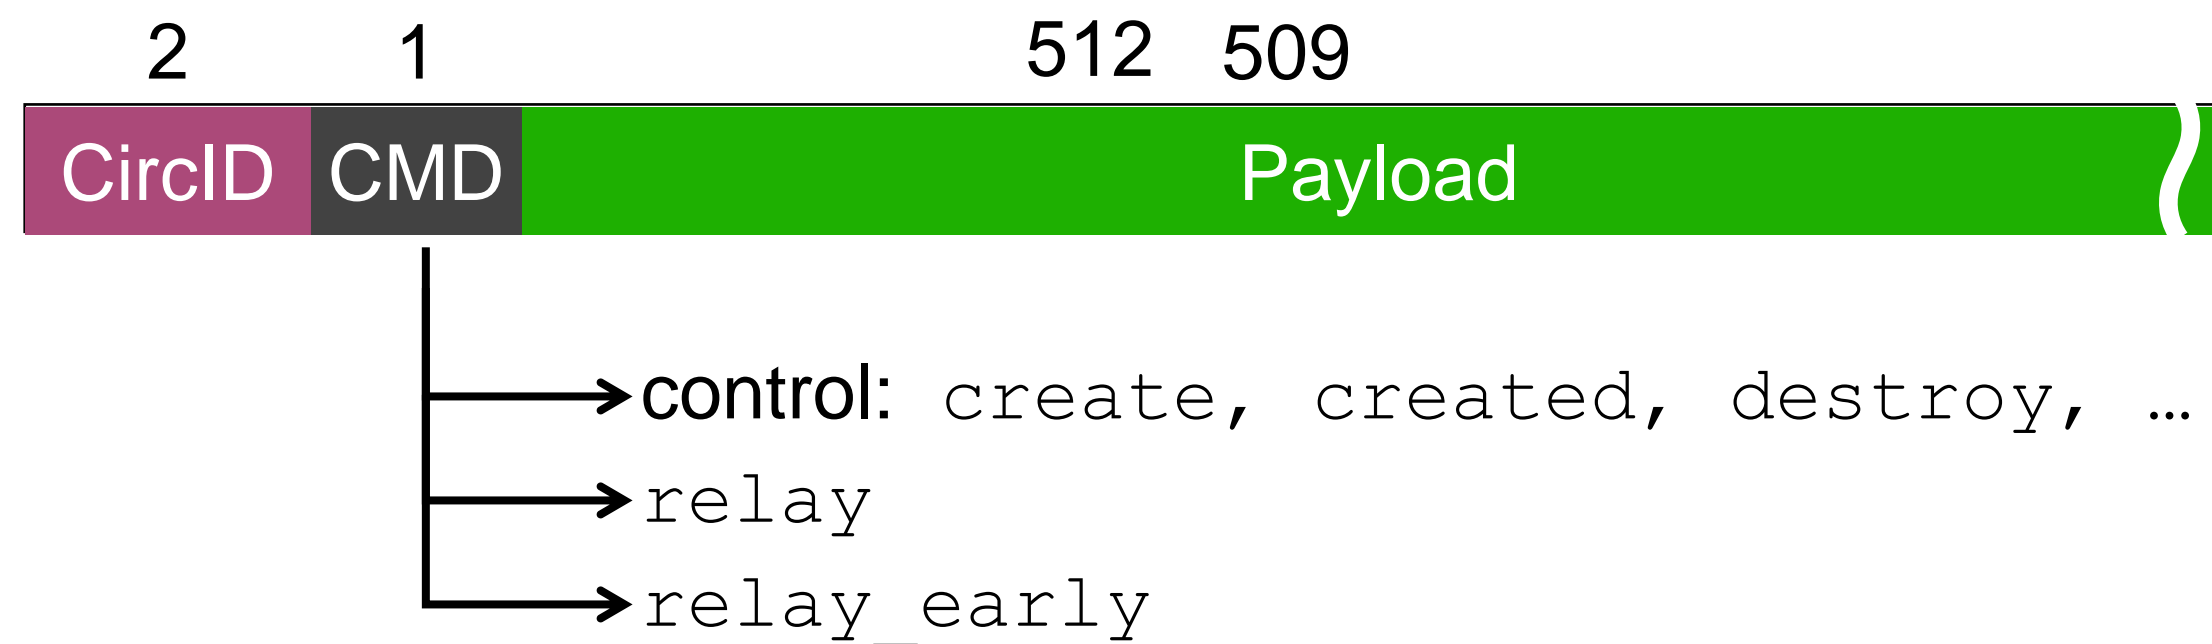 2 1 512 509
CircID CMD Payload
control: create, created, destroy, …
relay
relay_early